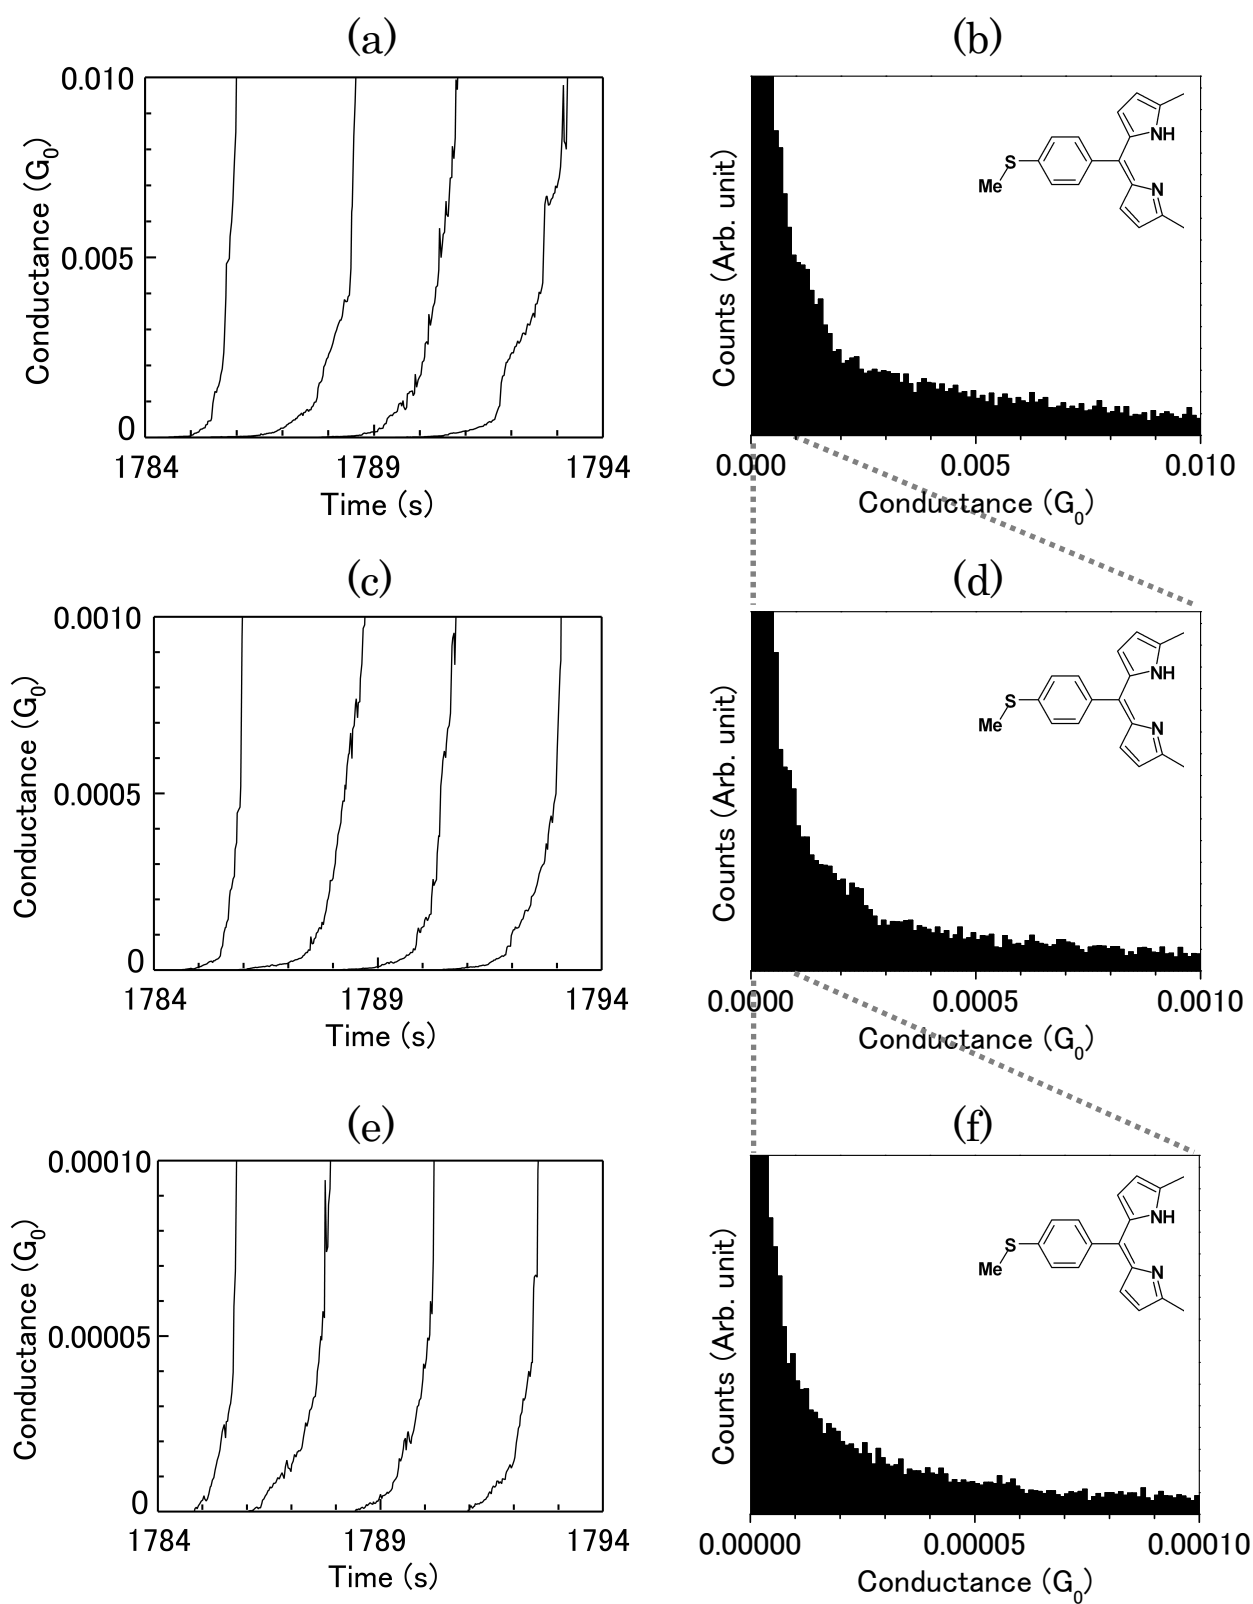 (a)
Conductance (G0)
0.010
0.005
0
1784 1789 1794
Time (s)
(b)
Counts (Arb. unit)
S
Me
NH
N
0.000 0.005 0.010
Conductance (G0)
(c)
Conductance (G0)
0.0010
0.0005
0
1784 1789 1794
Time (s)
(d)
Counts (Arb. unit)
S
Me
NH
N
0.0000 0.0005 0.0010
Conductance (G0)
(e)
Conductance (G0)
0.00010
0.00005
0
1784 1789 1794
Time (s)
(f)
Counts (Arb. unit)
S
Me
NH
N
0.00000 0.00005 0.00010
Conductance (G0)